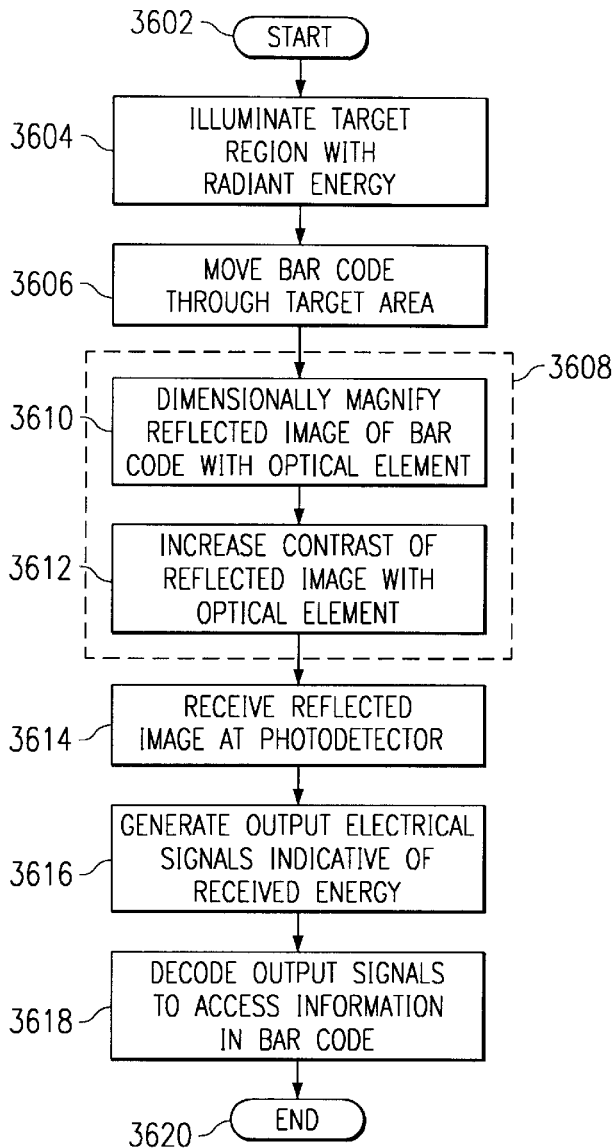 3602
START
3604
ILLUMINATE TARGET
REGION WITH
RADIANT ENERGY
3606
MOVE BAR CODE
THROUGH TARGET AREA
3608
3610
DIMENSIONALLY MAGNIFY
REFLECTED IMAGE OF BAR
CODE WITH OPTICAL ELEMENT
3612
INCREASE CONTRAST OF
REFLECTED IMAGE WITH
OPTICAL ELEMENT
3614
RECEIVE REFLECTED
IMAGE AT PHOTODETECTOR
3616
GENERATE OUTPUT ELECTRICAL
SIGNALS INDICATIVE OF
RECEIVED ENERGY
3618
DECODE OUTPUT SIGNALS
TO ACCESS INFORMATION
IN BAR CODE
3620
END